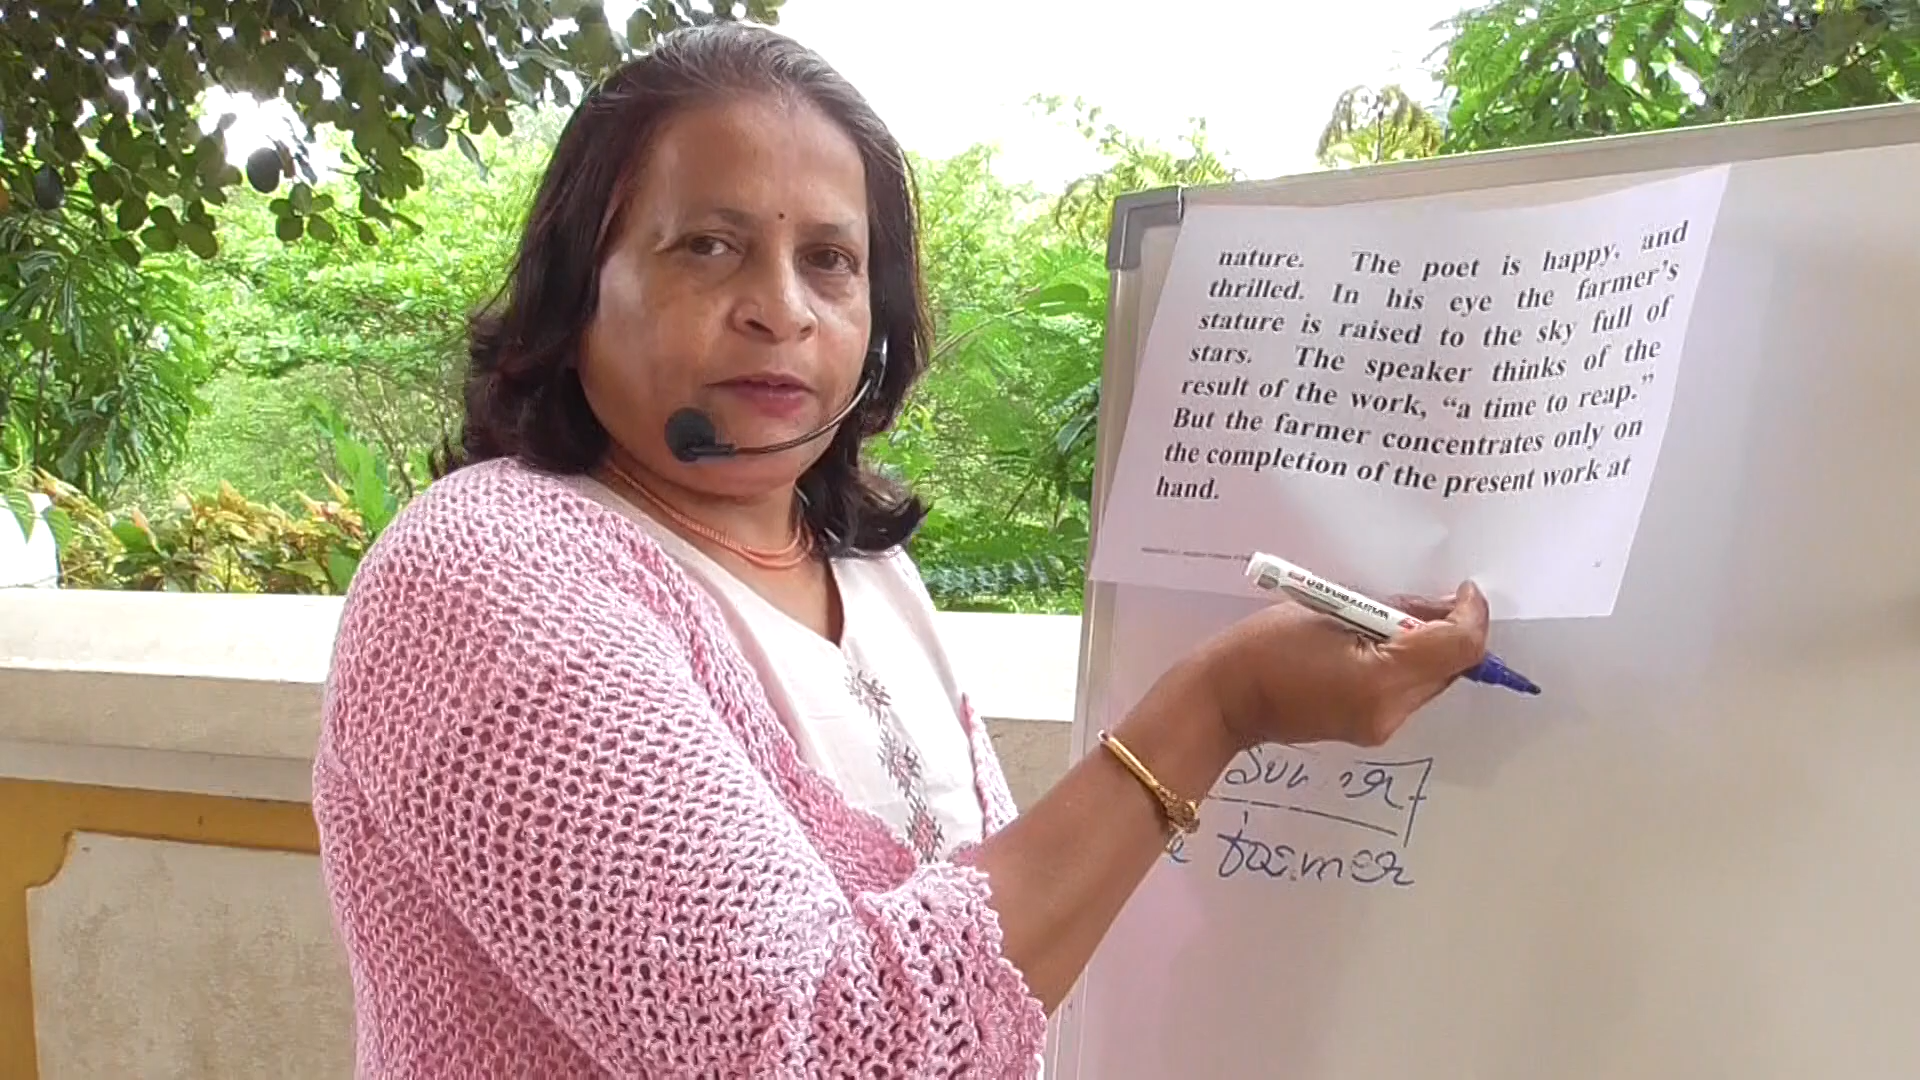 nature. The poet is happy, and
thrilled. In his eye the farmer's
stature is raised to the sky full of
stars. The speaker thinks of the
result of the work, “a time to reap.”
But the farmer concentrates only on
the completion of the present work at
hand.
farmer